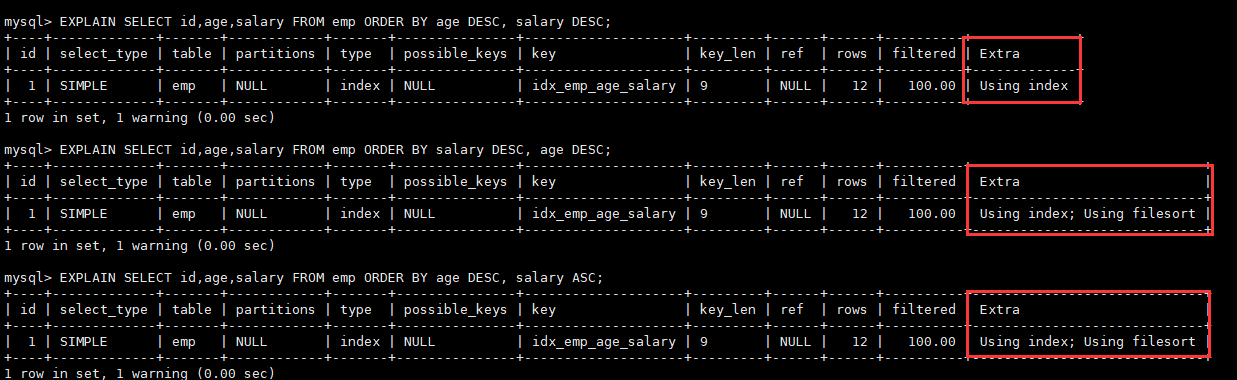 mysql> EXPLAIN SELECT id,age,salary FROM emp ORDER BY age DESC, salary DESC;
+----+-------------+-------+------------+-------+---------------+--------------------+---------+------+------+----------+-------------+
| id | select_type | table | partitions | type  | possible_keys | key                | key_len | ref  | rows | filtered | Extra       |
+----+-------------+-------+------------+-------+---------------+--------------------+---------+------+------+----------+-------------+
|  1 | SIMPLE      | emp   | NULL       | index | NULL          | idx_emp_age_salary | 9       | NULL |   12 |   100.00 | Using index |
+----+-------------+-------+------------+-------+---------------+--------------------+---------+------+------+----------+-------------+
1 row in set, 1 warning (0.00 sec)
mysql> EXPLAIN SELECT id,age,salary FROM emp ORDER BY salary DESC, age DESC;
+----+-------------+-------+------------+-------+---------------+--------------------+---------+------+------+----------+-----------------------------+
| id | select_type | table | partitions | type  | possible_keys | key                | key_len | ref  | rows | filtered | Extra                       |
+----+-------------+-------+------------+-------+---------------+--------------------+---------+------+------+----------+-----------------------------+
|  1 | SIMPLE      | emp   | NULL       | index | NULL          | idx_emp_age_salary | 9       | NULL |   12 |   100.00 | Using index; Using filesort |
+----+-------------+-------+------------+-------+---------------+--------------------+---------+------+------+----------+-----------------------------+
1 row in set, 1 warning (0.00 sec)
mysql> EXPLAIN SELECT id,age,salary FROM emp ORDER BY age DESC, salary ASC;
+----+-------------+-------+------------+-------+---------------+--------------------+---------+------+------+----------+-----------------------------+
| id | select_type | table | partitions | type  | possible_keys | key                | key_len | ref  | rows | filtered | Extra                       |
+----+-------------+-------+------------+-------+---------------+--------------------+---------+------+------+----------+-----------------------------+
|  1 | SIMPLE      | emp   | NULL       | index | NULL          | idx_emp_age_salary | 9       | NULL |   12 |   100.00 | Using index; Using filesort |
+----+-------------+-------+------------+-------+---------------+--------------------+---------+------+------+----------+-----------------------------+
1 row in set, 1 warning (0.00 sec)